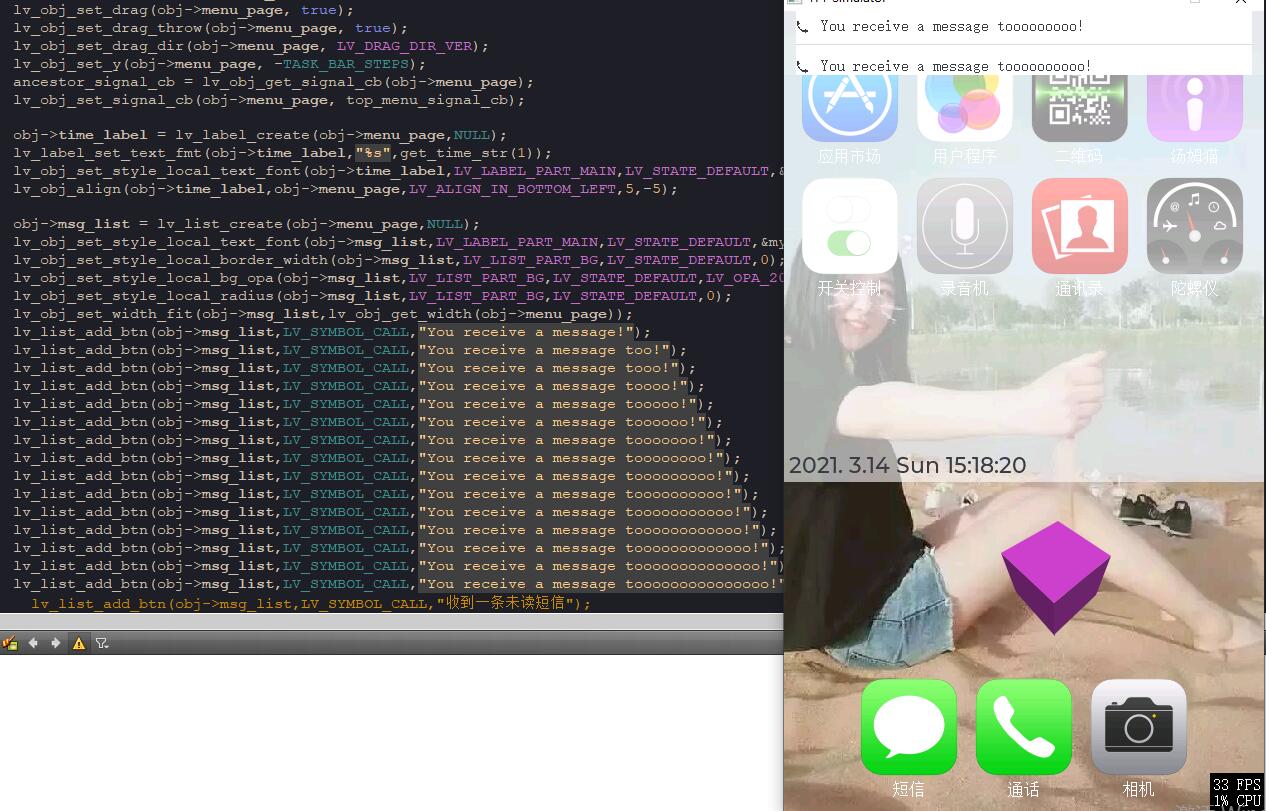 lv_obj_set_drag(obj->menu_page, true);
lv_obj_set_drag_throw(obj->menu_page, true);
lv_obj_set_drag_dir(obj->menu_page, LV_DRAG_DIR_VER);
lv_obj_set_y(obj->menu_page, -TASK_BAR_STEPS);
ancestor_signal_cb = lv_obj_get_signal_cb(obj->menu_page);
lv_obj_set_signal_cb(obj->menu_page, top_menu_signal_cb);
obj->time_label = lv_label_create(obj->menu_page,NULL);
lv_label_set_text_fmt(obj->time_label,"%s",get_time_str(1));
lv_obj_set_style_local_text_font(obj->time_label,LV_LABEL_PART_MAIN,LV_STATE_DEFAULT,&
lv_obj_align(obj->time_label,obj->menu_page,LV_ALIGN_IN_BOTTOM_LEFT,5,-5);
obj->msg_list = lv_list_create(obj->menu_page,NULL);
lv_obj_set_style_local_text_font(obj->msg_list,LV_LABEL_PART_MAIN,LV_STATE_DEFAULT,&my
lv_obj_set_style_local_border_width(obj->msg_list,LV_LIST_PART_BG,LV_STATE_DEFAULT,0);
lv_obj_set_style_local_bg_opa(obj->msg_list,LV_LIST_PART_BG,LV_STATE_DEFAULT,LV_OPA_20
lv_obj_set_style_local_radius(obj->msg_list,LV_LIST_PART_BG,LV_STATE_DEFAULT,0);
lv_obj_set_width_fit(obj->msg_list,lv_obj_get_width(obj->menu_page));
lv_list_add_btn(obj->msg_list,LV_SYMBOL_CALL,"You receive a message!");
lv_list_add_btn(obj->msg_list,LV_SYMBOL_CALL,"You receive a message too!");
lv_list_add_btn(obj->msg_list,LV_SYMBOL_CALL,"You receive a message tooo!");
lv_list_add_btn(obj->msg_list,LV_SYMBOL_CALL,"You receive a message toooo!");
lv_list_add_btn(obj->msg_list,LV_SYMBOL_CALL,"You receive a message tooooo!");
lv_list_add_btn(obj->msg_list,LV_SYMBOL_CALL,"You receive a message toooooo!");
lv_list_add_btn(obj->msg_list,LV_SYMBOL_CALL,"You receive a message tooooooo!");
lv_list_add_btn(obj->msg_list,LV_SYMBOL_CALL,"You receive a message toooooooo!");
lv_list_add_btn(obj->msg_list,LV_SYMBOL_CALL,"You receive a message tooooooooo!");
lv_list_add_btn(obj->msg_list,LV_SYMBOL_CALL,"You receive a message toooooooooo!");
lv_list_add_btn(obj->msg_list,LV_SYMBOL_CALL,"You receive a message tooooooooooo!");
lv_list_add_btn(obj->msg_list,LV_SYMBOL_CALL,"You receive a message toooooooooooo!");
lv_list_add_btn(obj->msg_list,LV_SYMBOL_CALL,"You receive a message tooooooooooooo!");
lv_list_add_btn(obj->msg_list,LV_SYMBOL_CALL,"You receive a message toooooooooooooo!")
lv_list_add_btn(obj->msg_list,LV_SYMBOL_CALL,"You receive a message tooooooooooooooo!"
lv_list_add_btn(obj->msg_list,LV_SYMBOL_CALL,"收到一条未读短信");
You receive a message tooooooooo!
You receive a message toooooooooo!
应用市场 用户程序 二维码 汤姆猫
开关控制 录音机 通讯录 陀螺仪
2021. 3.14 Sun 15:18:20
短信 通话 相机
33 FPS
1% CPU